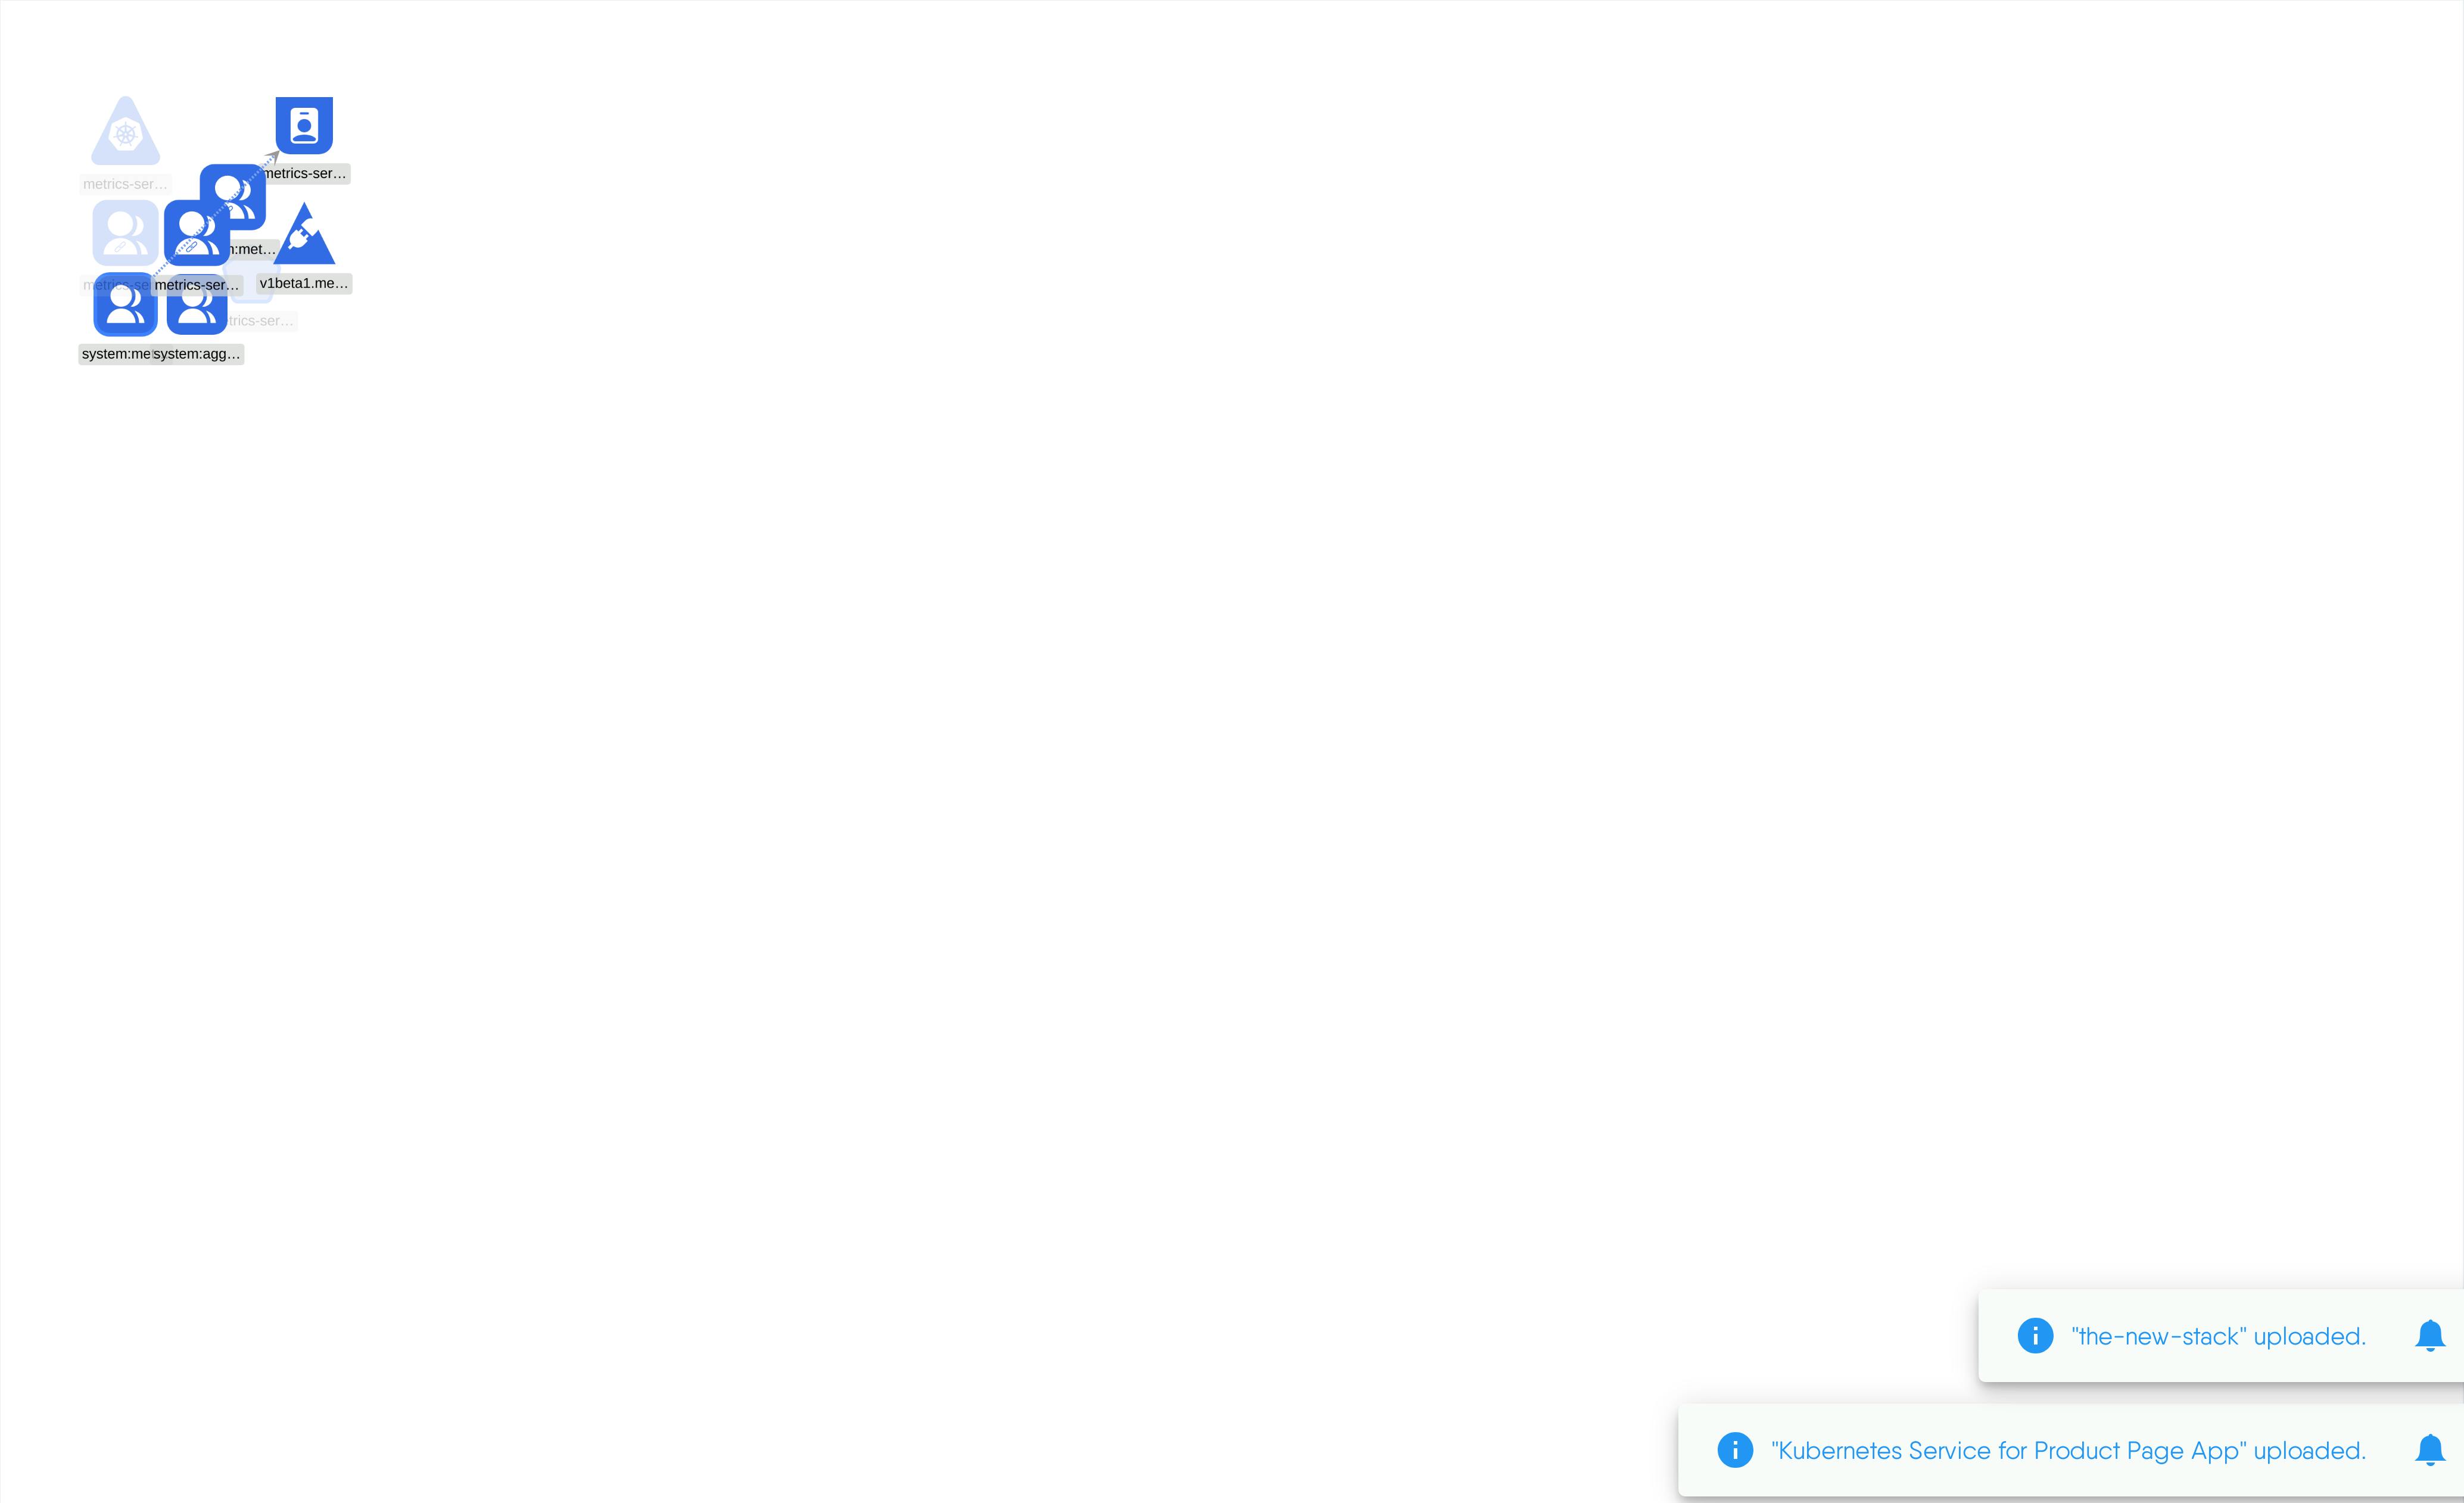 metrics-ser…
metrics-ser…
:met…
metrics-se
metrics-ser…
v1beta1.me…
trics-ser…
system:me
system:agg…
"the-new-stack" uploaded.
"Kubernetes Service for Product Page App" uploaded.